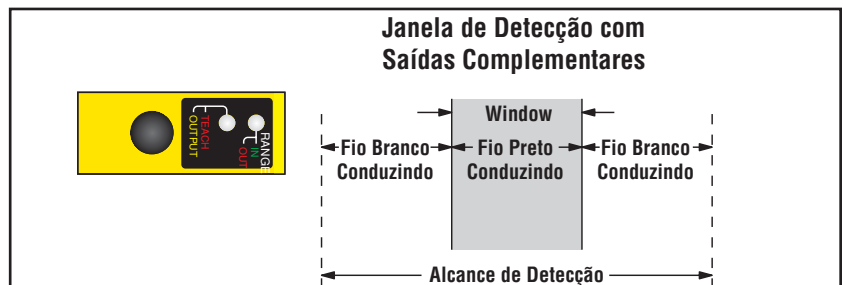 Janela de Detecção com
Saídas Complementares
TEACH
OUTPUT
RANGE
IN
OUT
Window
Fio Branco
Conduzindo
Fio Preto
Conduzindo
Fio Branco
Conduzindo
Alcance de Detecção